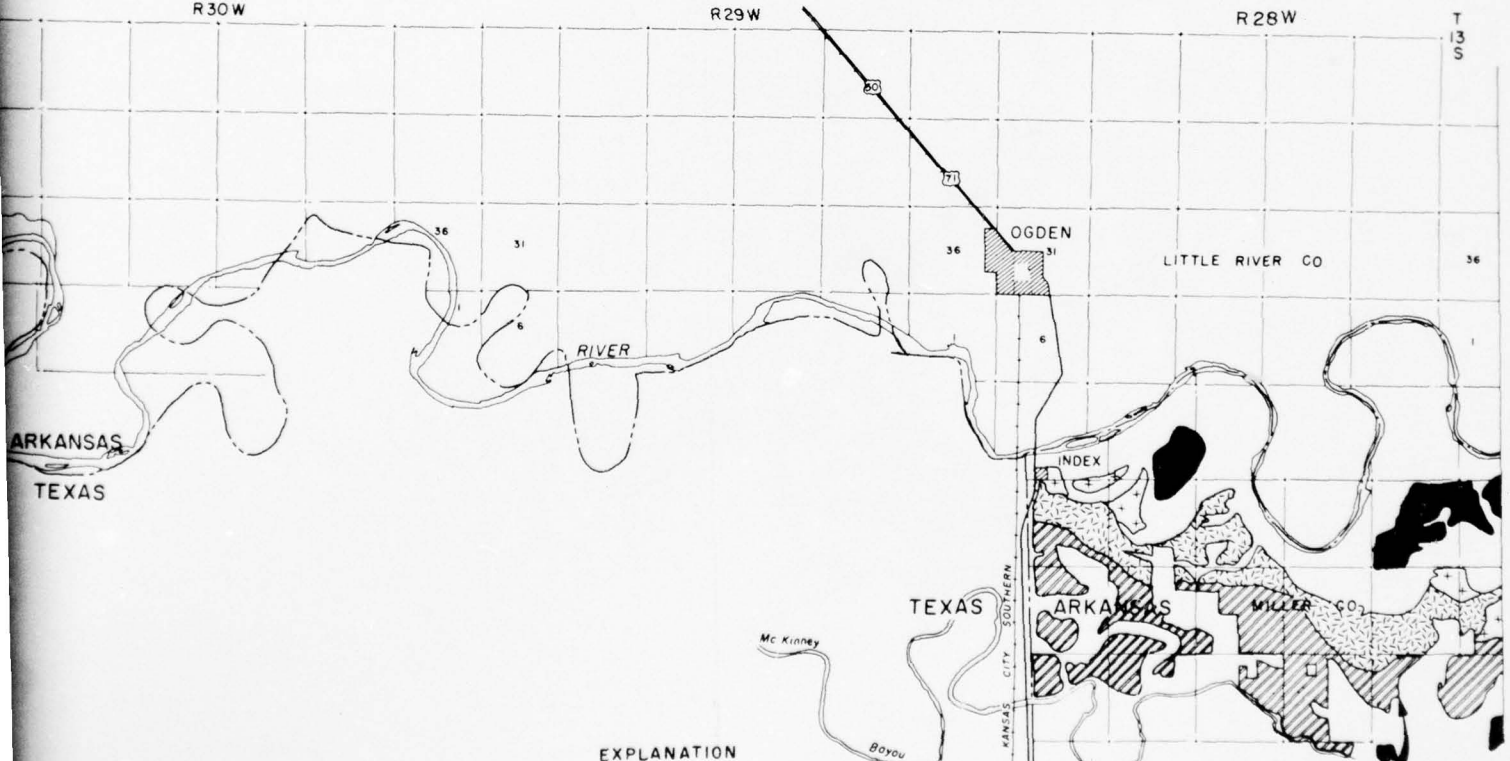 R30W R29W R28W T
13
S
60
71
OGDEN
36 31 36 31 LITTLE RIVER CO 36
6 RIVER 1 6 1
ARKANSAS
TEXAS
INDEX
TEXAS ARKANSAS MILLER CO.
Mc Kinney
KANSAS CITY SOUTHERN
EXPLANATION Bayou